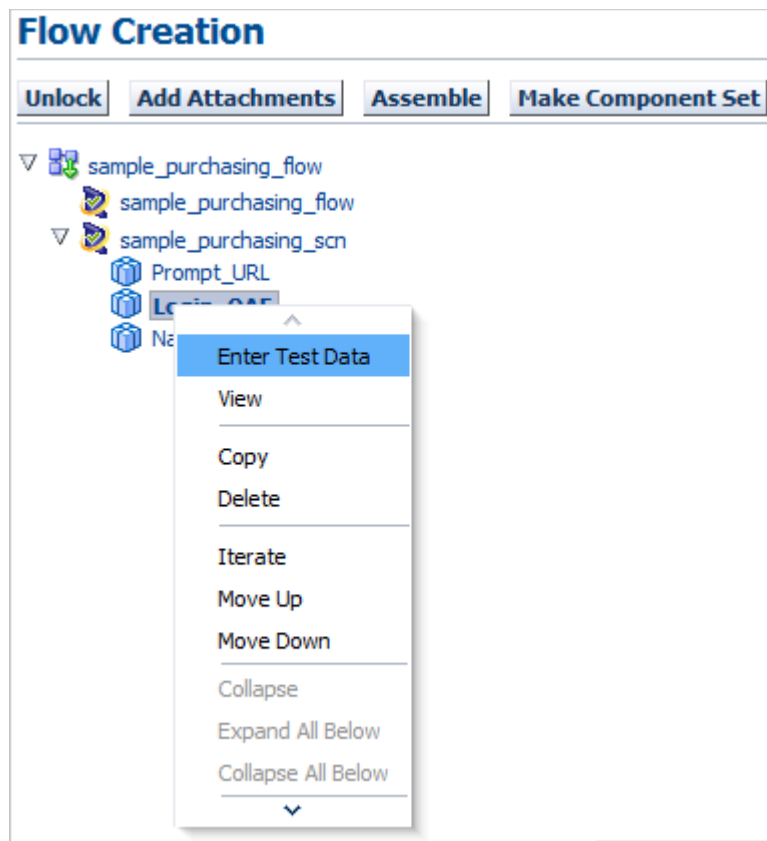 Flow Creation
Unlock Add Attachments Assemble Make Component Set
sample_purchasing_flow
sample_purchasing_flow
sample_purchasing_scn
Prompt_URL
Enter Test Data
View
Copy
Delete
Iterate
Move Up
Move Down
Collapse
Expand All Below
Collapse All Below